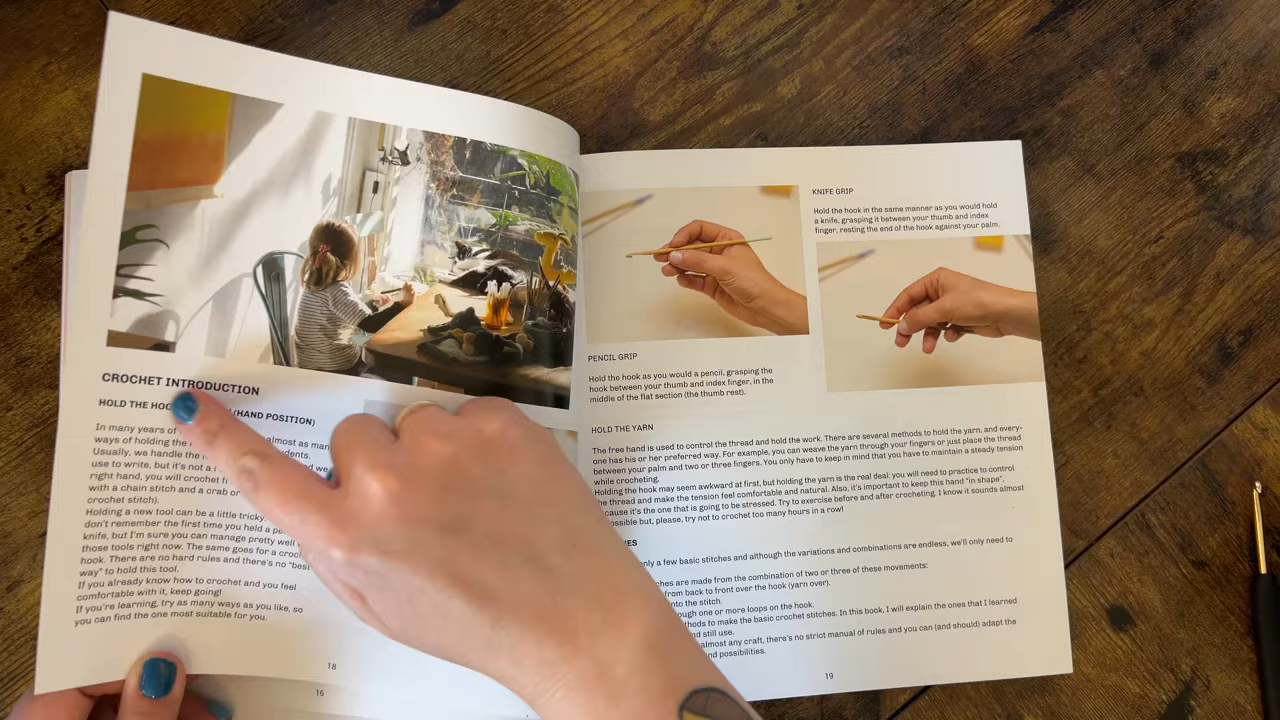 CROCHET INTRODUCTION
HOLD THE (HAND POSITION)
In many years of almost as man
ways of holding the dents.
Usually, we handle the d we
use to write, but it's not a
right hand, you will crochet f
with a chain stitch and a crab or
crochet stitch).
Holding a new tool can be a little tricky.
don't remember the first time you held a pe
knife, but I'm sure you can manage pretty well
those tools right now. The same goes for a croc
hook. There are no hard rules and there's no "best
way" to hold this tool.
If you already know how to crochet and you feel
comfortable with it, keep going!
If you're learning, try as many ways as you like, so
you can find the one most suitable for you.
18
16
PENCIL GRIP
Hold the hook as you would a pencil, grasping the
hook between your thumb and index finger, in the
middle of the flat section (the thumb rest).
KNIFE GRIP
Hold the hook in the same manner as you would hold
a knife, grasping it between your thumb and index
finger, resting the end of the hook against your palm.
HOLD THE YARN
The free hand is used to control the thread and hold the work. There are several methods to hold the yarn, and every-
one has his or her preferred way. For example, you can weave the yarn through your fingers or just place the thread
between your palm and two or three fingers. You only have to keep in mind that you have to maintain a steady tension
while crocheting.
Holding the hook may seem awkward at first, but holding the yarn is the real deal: you will need to practice to control
the thread and make the tension feel comfortable and natural. Also, it's important to keep this hand "in shape",
cause it's the one that is going to be stressed. Try to exercise before and after crocheting. I know it sounds almost
ossible but, please, try not to crochet too many hours in a row!
ES
nly a few basic stitches and although the variations and combinations are endless, we'll only need to
ches are made from the combination of two or three of these movements:
from back to front over the hook (yarn over).
nto the stitch.
ough one or more loops on the hook.
thods to make the basic crochet stitches. In this book, I will explain the ones that I learned
nd still use.
almost any craft, there's no strict manual of rules and you can (and should) adapt the
nd possibilities.
19